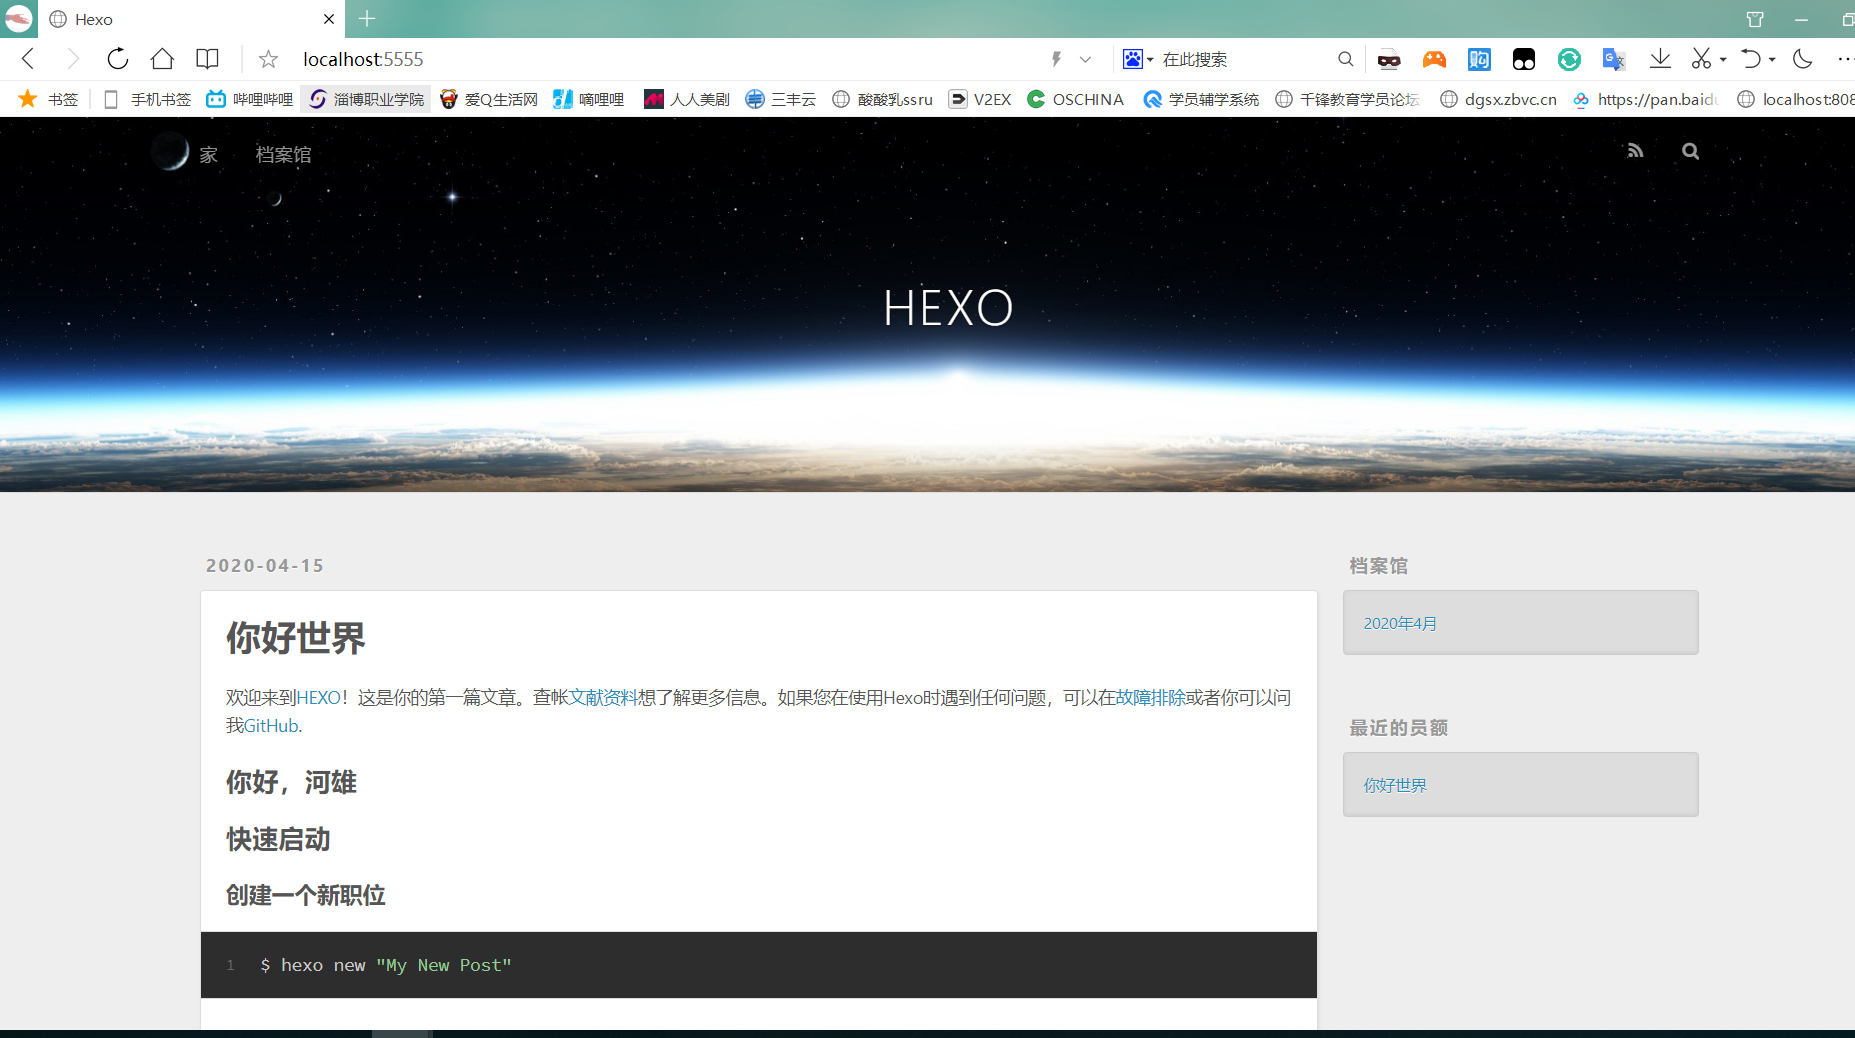 Hexo
localhost:5555
在此搜索
书签 手机书签 哔哩哔哩 淄博职业学院 爱Q生活网 嘀哩哩 人人美剧 三丰云 酸酸乳ssru V2EX OSCHINA 学员辅学系统 千锋教育学员论坛 dgsx.zbvc.cn https://pan.baidu localhost:808
家 档案馆
HEXO
2020-04-15
你好世界
欢迎来到HEXO！这是你的第一篇文章。查帐文献资料想了解更多信息。如果您在使用Hexo时遇到任何问题，可以在故障排除或者你可以问
我GitHub.
你好，河雄
快速启动
创建一个新职位
1 $ hexo new "My New Post"
档案馆
2020年4月
最近的员额
你好世界